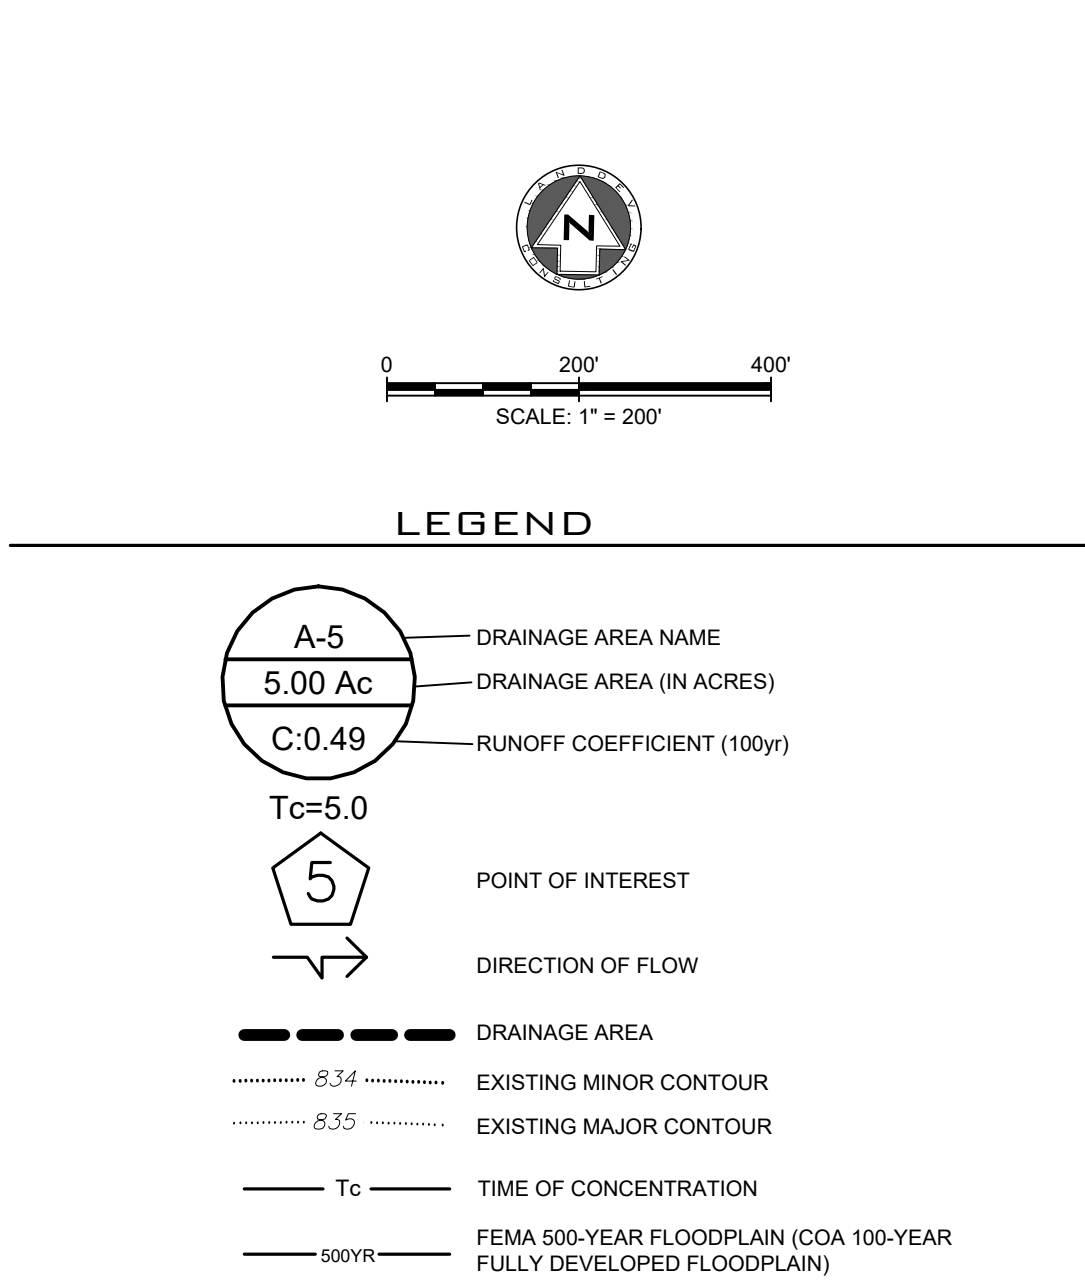 LANDDEV
CONSULTING
N
0 200' 400'
SCALE: 1" = 200'
LEGEND
A-5 DRAINAGE AREA NAME
5.00 Ac DRAINAGE AREA (IN ACRES)
C:0.49 RUNOFF COEFFICIENT (100yr)
Tc=5.0
5 POINT OF INTEREST
DIRECTION OF FLOW
DRAINAGE AREA
834 EXISTING MINOR CONTOUR
835 EXISTING MAJOR CONTOUR
Tc TIME OF CONCENTRATION
500YR FEMA 500-YEAR FLOODPLAIN (COA 100-YEAR
FULLY DEVELOPED FLOODPLAIN)